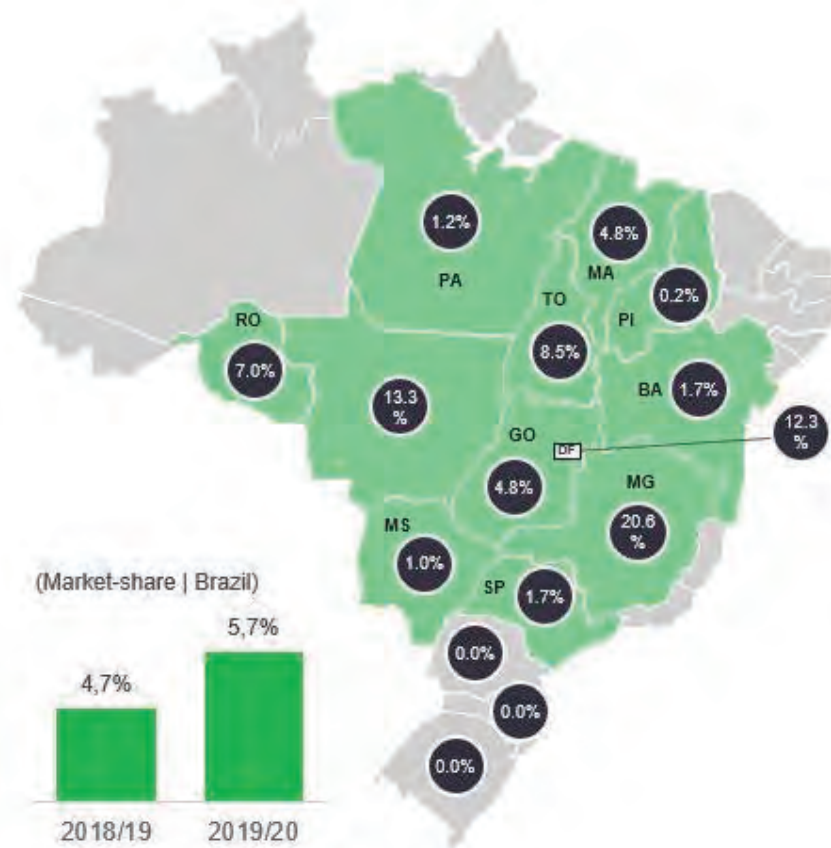 1.2%
PA
4.8%
MA
TO
0.2%
PI
RO
8.5%
7.0%
13.3
%
BA
1.7%
GO
DF
12.3
%
4.8%
MG
20.6
%
MS
1.0%
SP
1.7%
0.0%
0.0%
0.0%
(Market-share | Brazil)
5,7%
4,7%
2018/19
2019/20